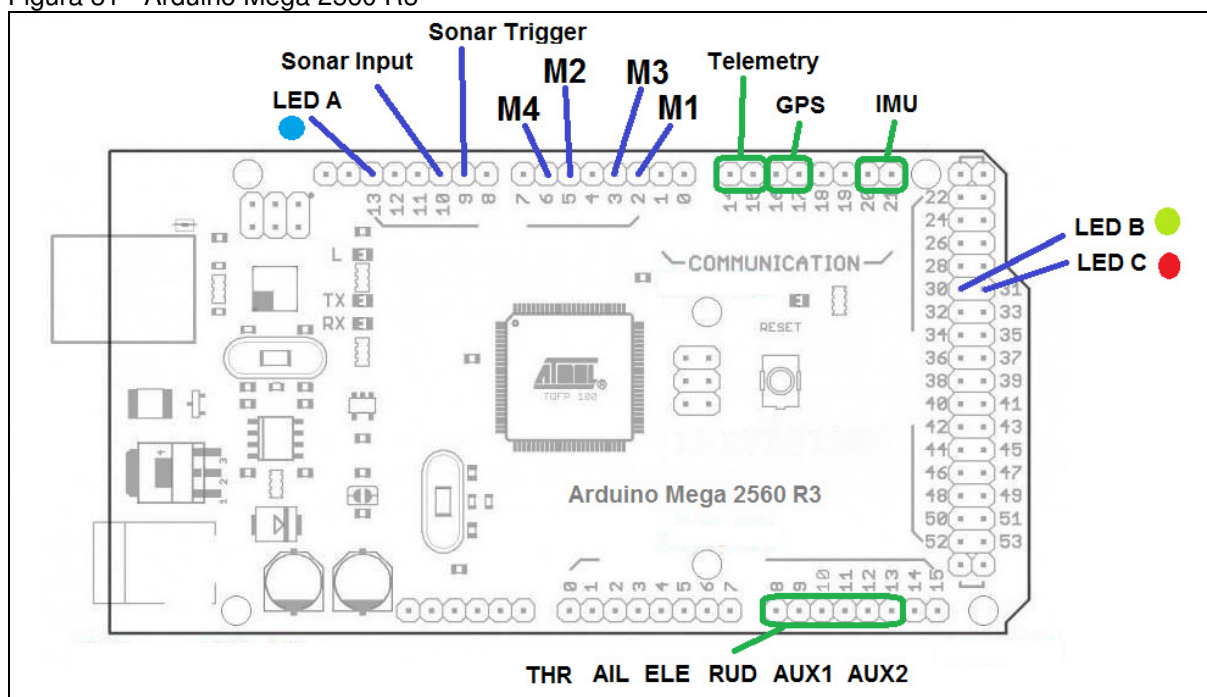 Figura 31 - Arduino Mega 2560 R3
Sonar Trigger
Sonar Input
LED A
M4
M2
M3
M1
Telemetry
GPS
IMU
13 12 11 10 9 8
7 6 5 4 3 2 1 0
14 15 16 17 18 19 20 21
COMMUNICATION
L
TX
RX
RESET
ATMEL®
TQFP 100
Arduino Mega 2560 R3
LED B
LED C
22
24
26
28
30 31
32 33
34 35
36 37
38 39
40 41
42 43
44 45
46 47
48 49
50 51
52 53
4
1 2 3
0 1 2 3 4 5 6 7
8 9 10 11 12 13 14 15
THR AIL ELE RUD AUX1 AUX2